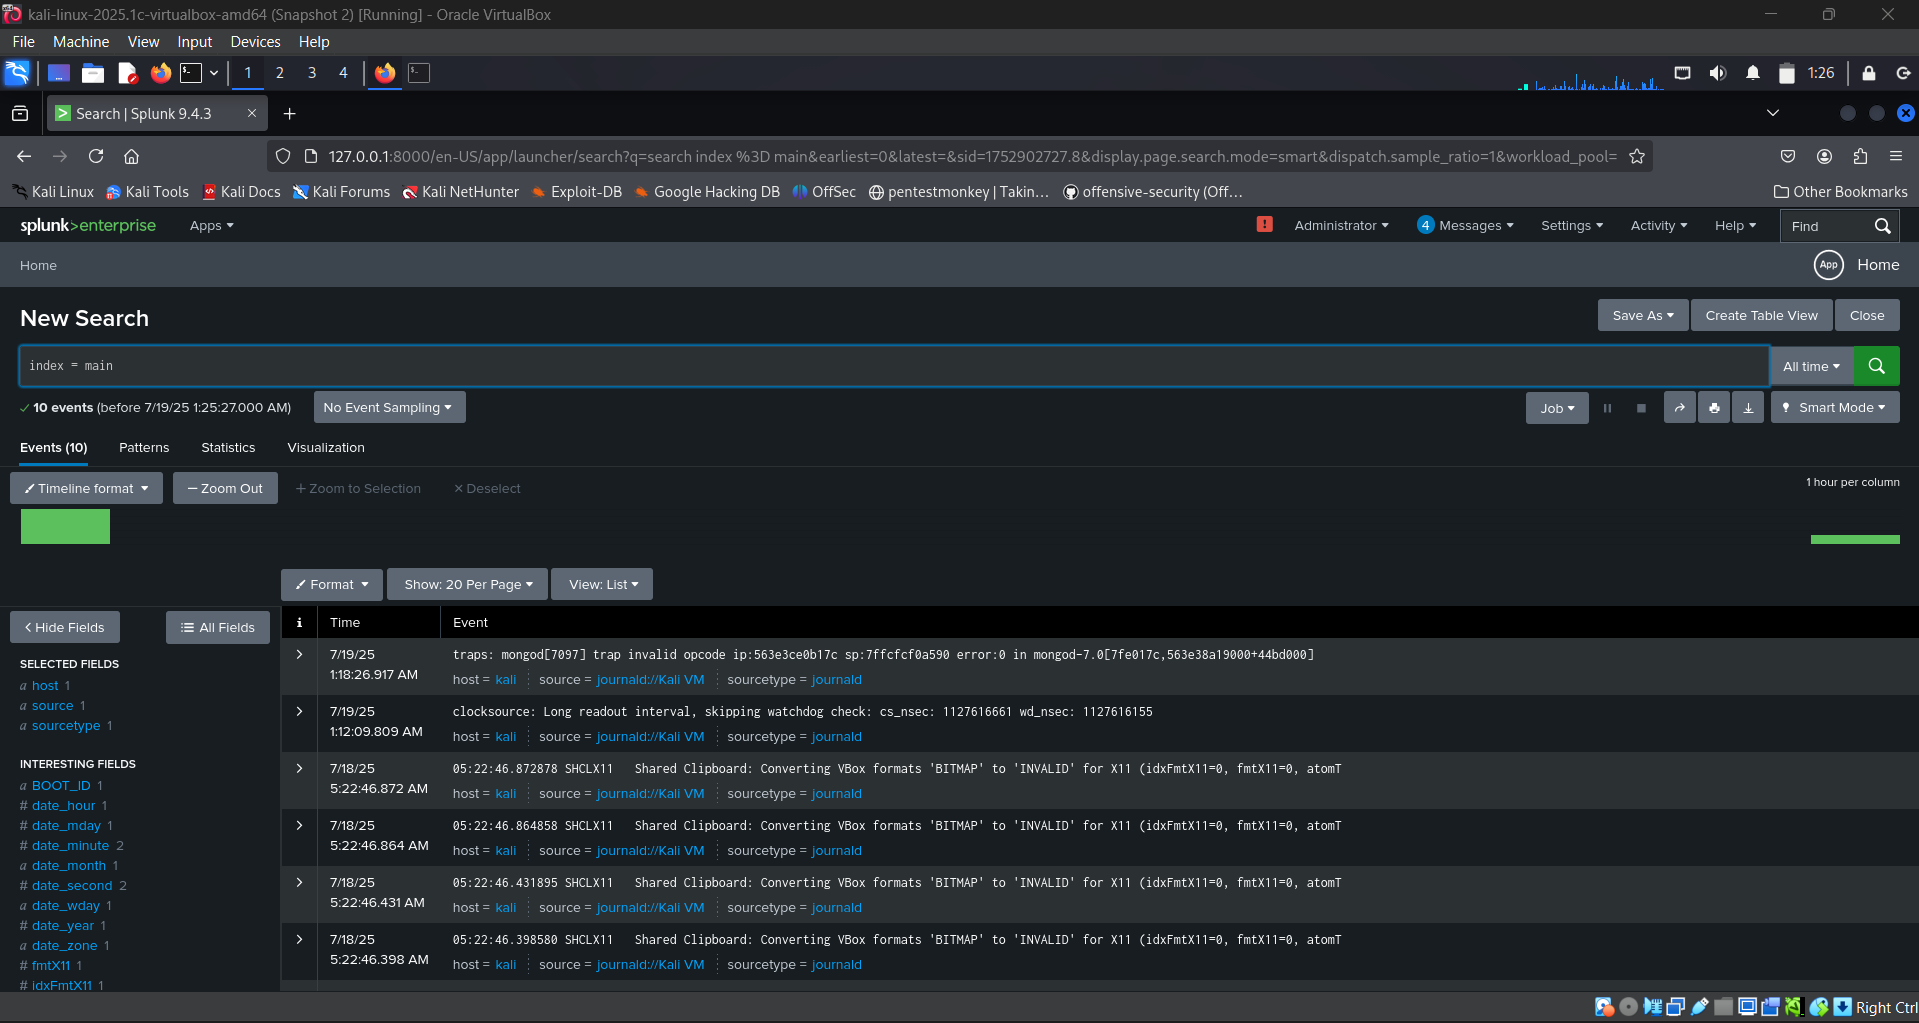 kali-linux-2025.1c-virtualbox-amd64 (Snapshot 2) [Running] - Oracle VirtualBox
File Machine View Input Devices Help
1 2 3 4 1:26
Search | Splunk 9.4.3
127.0.0.1:8000/en-US/app/launcher/search?q=search index %3D main&earliest=0&latest=&sid=1752902727.8&display.page.search.mode=smart&dispatch.sample_ratio=1&workload_pool=
Kali Linux Kali Tools Kali Docs Kali Forums Kali NetHunter Exploit-DB Google Hacking DB OffSec pentestmonkey | Takin… offensive-security (Off… Other Bookmarks
splunk>enterprise Apps ! Administrator 4 Messages Settings Activity Help Find
Home App Home
New Search Save As Create Table View Close
index = main All time
10 events (before 7/19/25 1:25:27.000 AM) No Event Sampling Job Smart Mode
Events (10) Patterns Statistics Visualization
Timeline format — Zoom Out + Zoom to Selection × Deselect 1 hour per column
Format Show: 20 Per Page View: List
Hide Fields All Fields i Time Event
SELECTED FIELDS
a host 1
a source 1
a sourcetype 1
INTERESTING FIELDS
a BOOT_ID 1
# date_hour 1
# date_mday 1
# date_minute 2
a date_month 1
# date_second 2
a date_wday 1
# date_year 1
a date_zone 1
# fmtX11 1
# idxFmtX11 1
7/19/25 traps: mongod[7097] trap invalid opcode ip:563e3ce0b17c sp:7ffcfcf0a590 error:0 in mongod-7.0[7fe017c,563e38a19000+44bd000]
1:18:26.917 AM host = kali source = journald://Kali VM sourcetype = journald
7/19/25 clocksource: Long readout interval, skipping watchdog check: cs_nsec: 1127616661 wd_nsec: 1127616155
1:12:09.809 AM host = kali source = journald://Kali VM sourcetype = journald
7/18/25 05:22:46.872878 SHCLX11 Shared Clipboard: Converting VBox formats 'BITMAP' to 'INVALID' for X11 (idxFmtX11=0, fmtX11=0, atomT
5:22:46.872 AM host = kali source = journald://Kali VM sourcetype = journald
7/18/25 05:22:46.864858 SHCLX11 Shared Clipboard: Converting VBox formats 'BITMAP' to 'INVALID' for X11 (idxFmtX11=0, fmtX11=0, atomT
5:22:46.864 AM host = kali source = journald://Kali VM sourcetype = journald
7/18/25 05:22:46.431895 SHCLX11 Shared Clipboard: Converting VBox formats 'BITMAP' to 'INVALID' for X11 (idxFmtX11=0, fmtX11=0, atomT
5:22:46.431 AM host = kali source = journald://Kali VM sourcetype = journald
7/18/25 05:22:46.398580 SHCLX11 Shared Clipboard: Converting VBox formats 'BITMAP' to 'INVALID' for X11 (idxFmtX11=0, fmtX11=0, atomT
5:22:46.398 AM host = kali source = journald://Kali VM sourcetype = journald
Right Ctrl